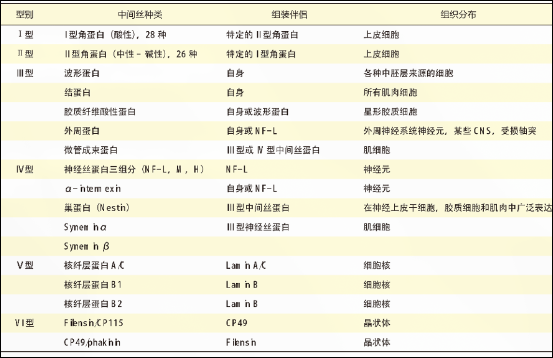 型别 中间丝种类 组装伴侣 组织分布
Ⅰ型 Ⅰ型角蛋白（酸性），28种 特定的Ⅱ型角蛋白 上皮细胞
Ⅱ型 Ⅱ型角蛋白（中性-碱性），26种 特定的Ⅰ型角蛋白 上皮细胞
Ⅲ型 波形蛋白 自身 各种中胚层来源的细胞
结蛋白 自身 所有肌肉细胞
胶质纤维酸性蛋白 自身或波形蛋白 星形胶质细胞
外周蛋白 自身或NF-L 外周神经系统神经元，某些CNS，受损轴突
微管成束蛋白 Ⅲ型或Ⅳ型中间丝蛋白 肌细胞
Ⅳ型 神经丝蛋白三组分（NF-L，M，H） NF-L 神经元
α-intermexin 自身或NF-L 神经元
巢蛋白（Nestin） Ⅲ型中间丝蛋白 在神经上皮干细胞，胶质细胞和肌肉中广泛表达
Synemin α Ⅲ型神经丝蛋白 肌细胞
Synemin β
Ⅴ型 核纤层蛋白A/C Lamin A/C 细胞核
核纤层蛋白B1 Lamin B 细胞核
核纤层蛋白B2 Lamin B 细胞核
VI型 Filensin/CP115 CP49 晶状体
CP49/phakinin Filensin 晶状体